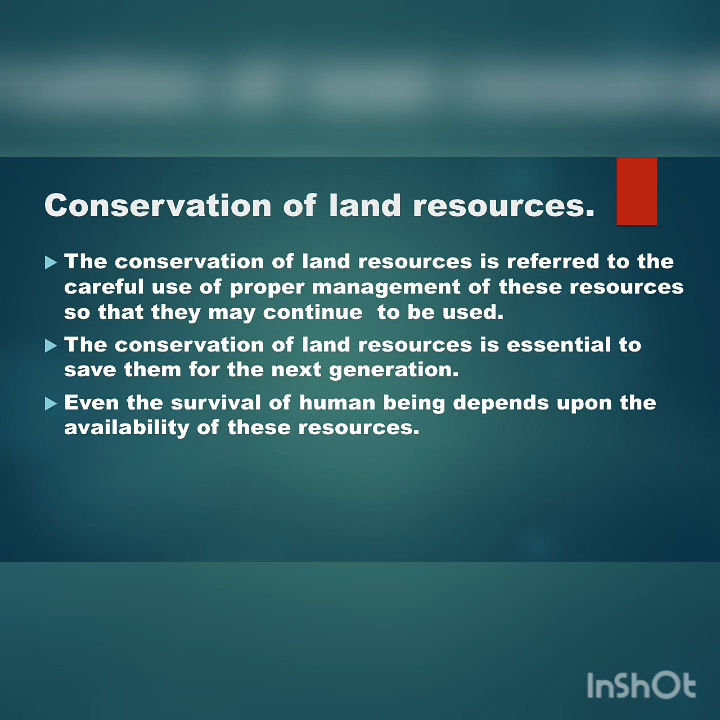 Conservation of land resources.
The conservation of land resources is referred to the
careful use of proper management of these resources
so that they may continue  to be used.
The conservation of land resources is essential to
save them for the next generation.
Even the survival of human being depends upon the
availability of these resources.
InShOt